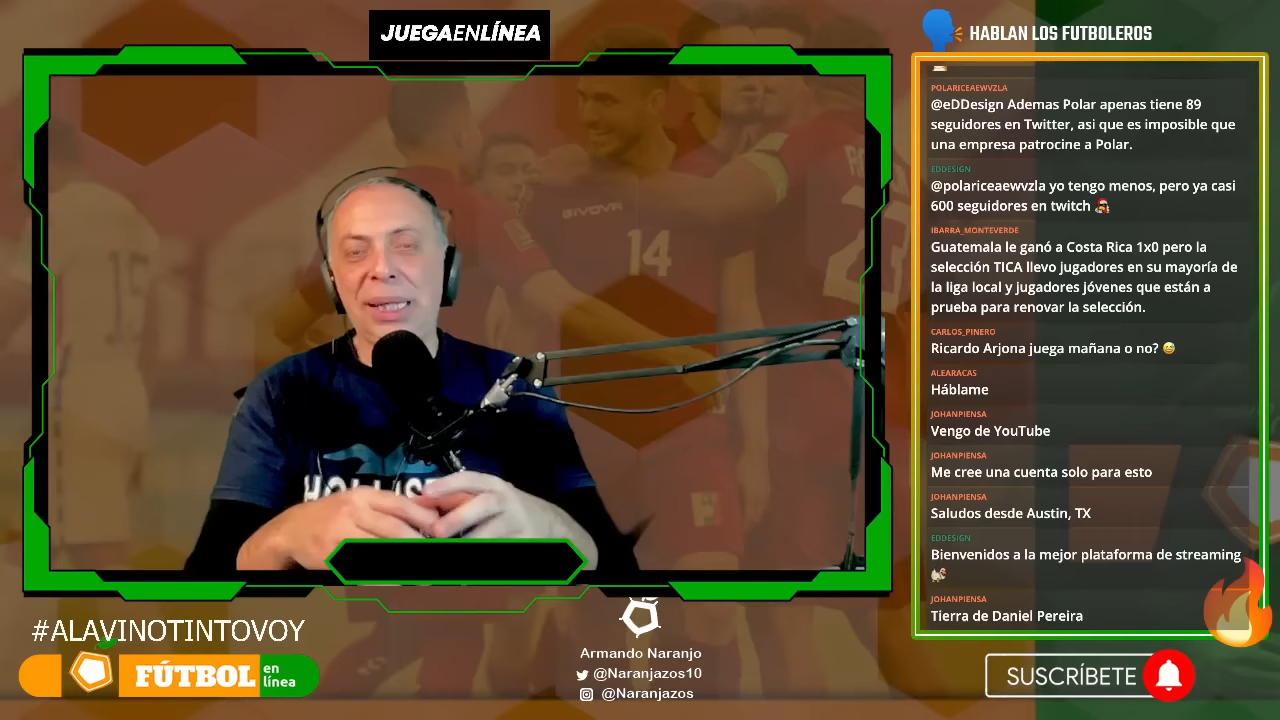 JUEGAENLÍNEA
HABLAN LOS FUTBOLEROS
POLARICEAEWVZLA
@eDDesign Ademas Polar apenas tiene 89
seguidores en Twitter, asi que es imposible que
una empresa patrocine a Polar.
EDDESIGN
@polariceaewvzla yo tengo menos, pero ya casi
600 seguidores en twitch
IBARRA_MONTEVERDE
Guatemala le ganó a Costa Rica 1x0 pero la
selección TICA llevo jugadores en su mayoría de
la liga local y jugadores jóvenes que están a
prueba para renovar la selección.
CARLOS_PINERO
Ricardo Arjona juega mañana o no?
ALEARACAS
Háblame
JOHANPIENSA
Vengo de YouTube
JOHANPIENSA
Me cree una cuenta solo para esto
JOHANPIENSA
Saludos desde Austin, TX
EDDESIGN
Bienvenidos a la mejor plataforma de streaming
JOHANPIENSA
Tierra de Daniel Pereira
GIVOVA
14
15
23
#ALAVINOTINTOVOY
FÚTBOL en
línea
Armando Naranjo
@Naranjazos10
@Naranjazos
SUSCRÍBETE